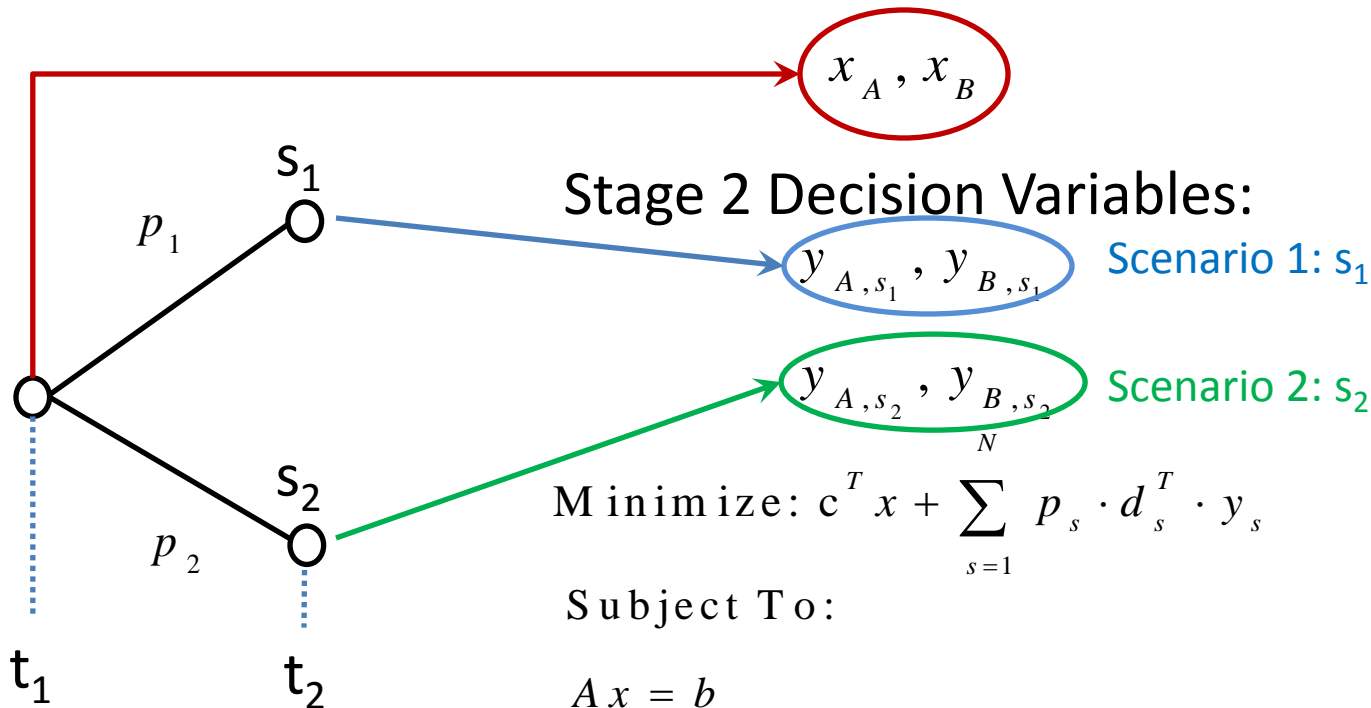 x_A , x_B
s_1
Stage 2 Decision Variables:
p_1
y_{A,s_1} , y_{B,s_1} Scenario 1: s_1
y_{A,s_2} , y_{B,s_2} Scenario 2: s_2
s_2
Minimize: c^T x + \sum_{s=1}^{N} p_s · d_s^T · y_s
p_2
Subject To:
t_1 t_2
Ax = b